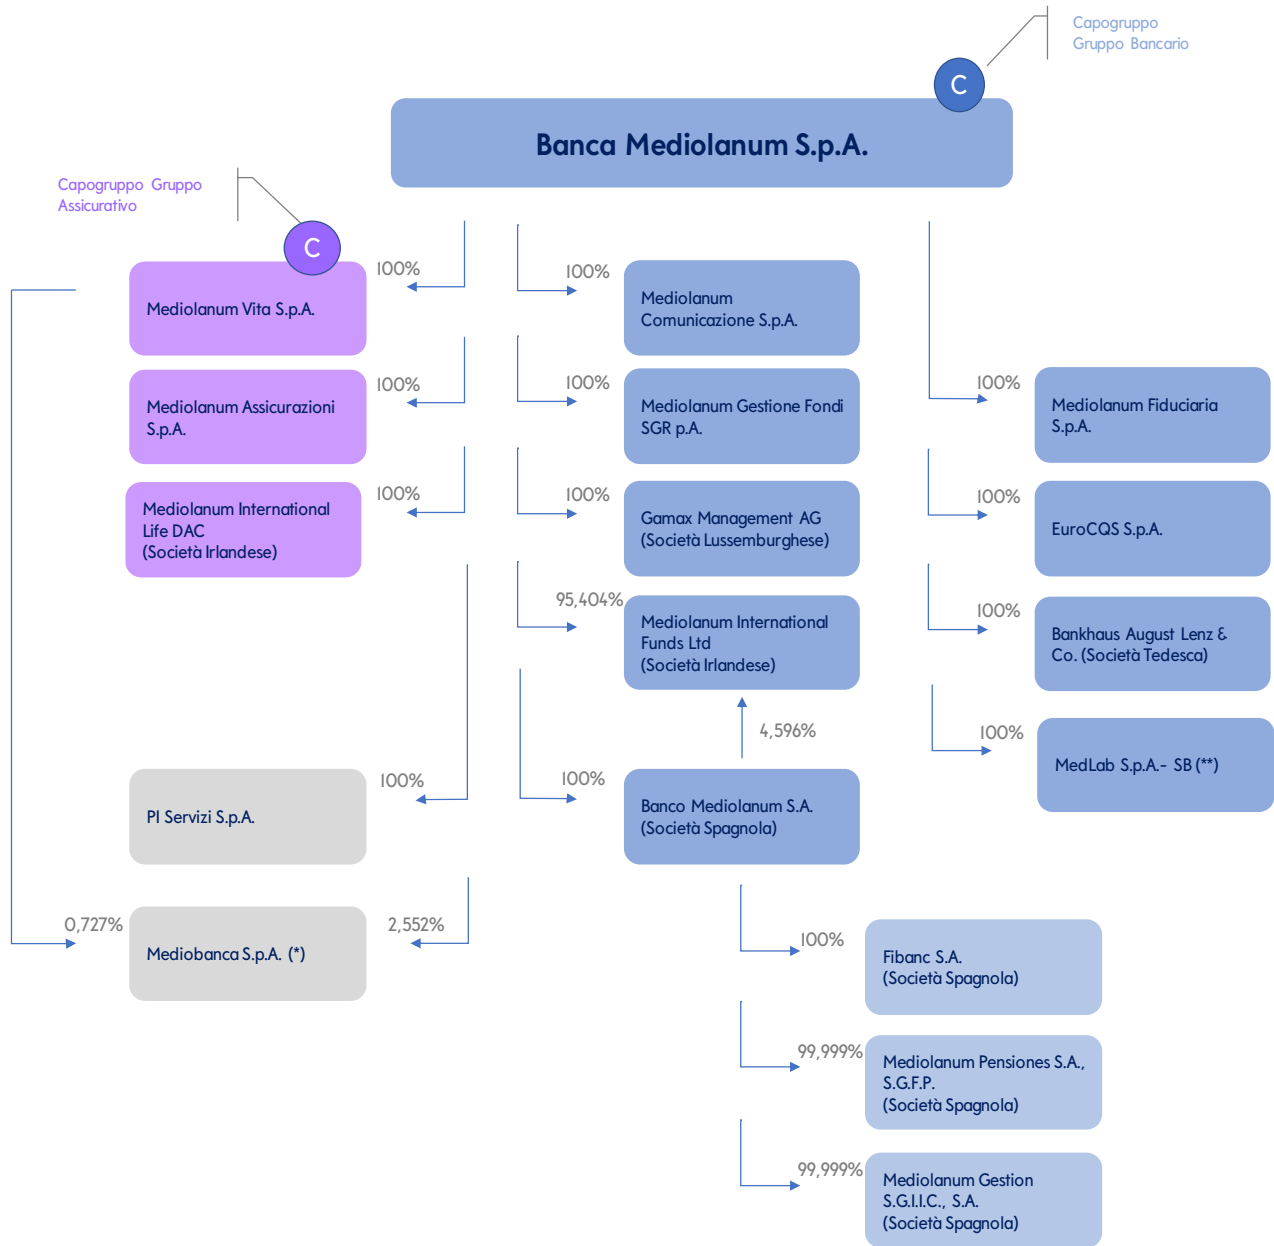 Capogruppo
Gruppo Bancario
C
Banca Mediolanum S.p.A.
Capogruppo Gruppo
Assicurativo
C
100%
Mediolanum Vita S.p.A.
100%
Mediolanum
Comunicazione S.p.A.
100%
Mediolanum Assicurazioni
S.p.A.
100%
Mediolanum Gestione Fondi
SGR p.A.
100%
Mediolanum Fiduciaria
S.p.A.
100%
Mediolanum International
Life DAC
(Società Irlandese)
100%
Gamax Management AG
(Società Lussemburghese)
100%
EuroCQS S.p.A.
95,404%
Mediolanum International
Funds Ltd
(Società Irlandese)
100%
Bankhaus August Lenz &
Co. (Società Tedesca)
4,596%
100%
MedLab S.p.A.- SB (**)
100%
PI Servizi S.p.A.
100%
Banco Mediolanum S.A.
(Società Spagnola)
0,727%
Mediobanca S.p.A. (*)
2,552%
100%
Fibanc S.A.
(Società Spagnola)
99,999%
Mediolanum Pensiones S.A.,
S.G.F.P.
(Società Spagnola)
99,999%
Mediolanum Gestion
S.G.I.I.C., S.A.
(Società Spagnola)